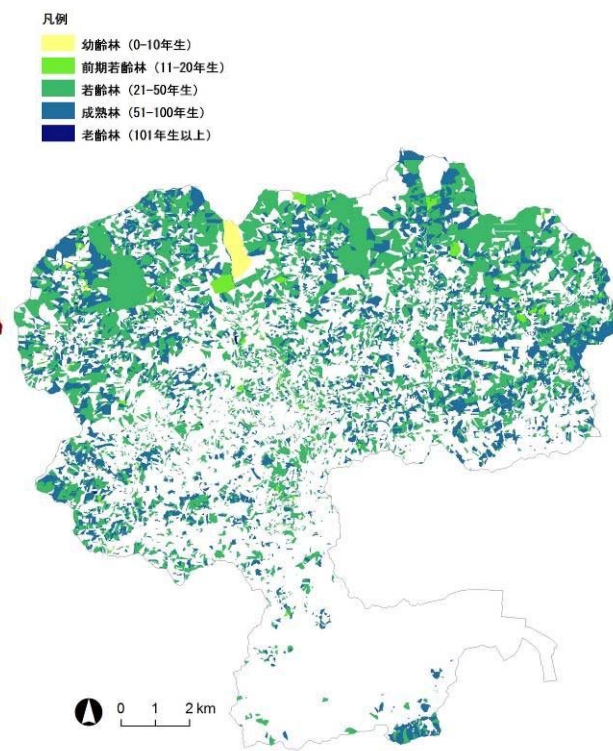 凡例
幼齢林（0-10年生）
前期若齢林（11-20年生）
若齢林（21-50年生）
成熟林（51-100年生）
老齢林（101年生以上）
0 1 2 km